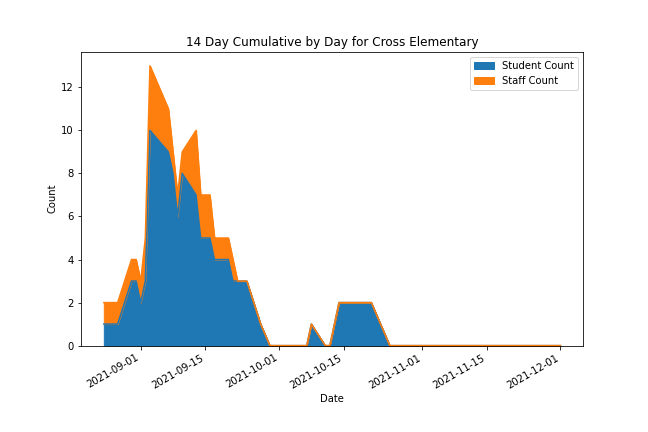 14 Day Cumulative by Day for Cross Elementary
Student Count
Staff Count
12
10
8
6
4
2
0
Count
2021-09-01
2021-09-15
2021-10-01
2021-10-15
2021-11-01
2021-11-15
2021-12-01
Date